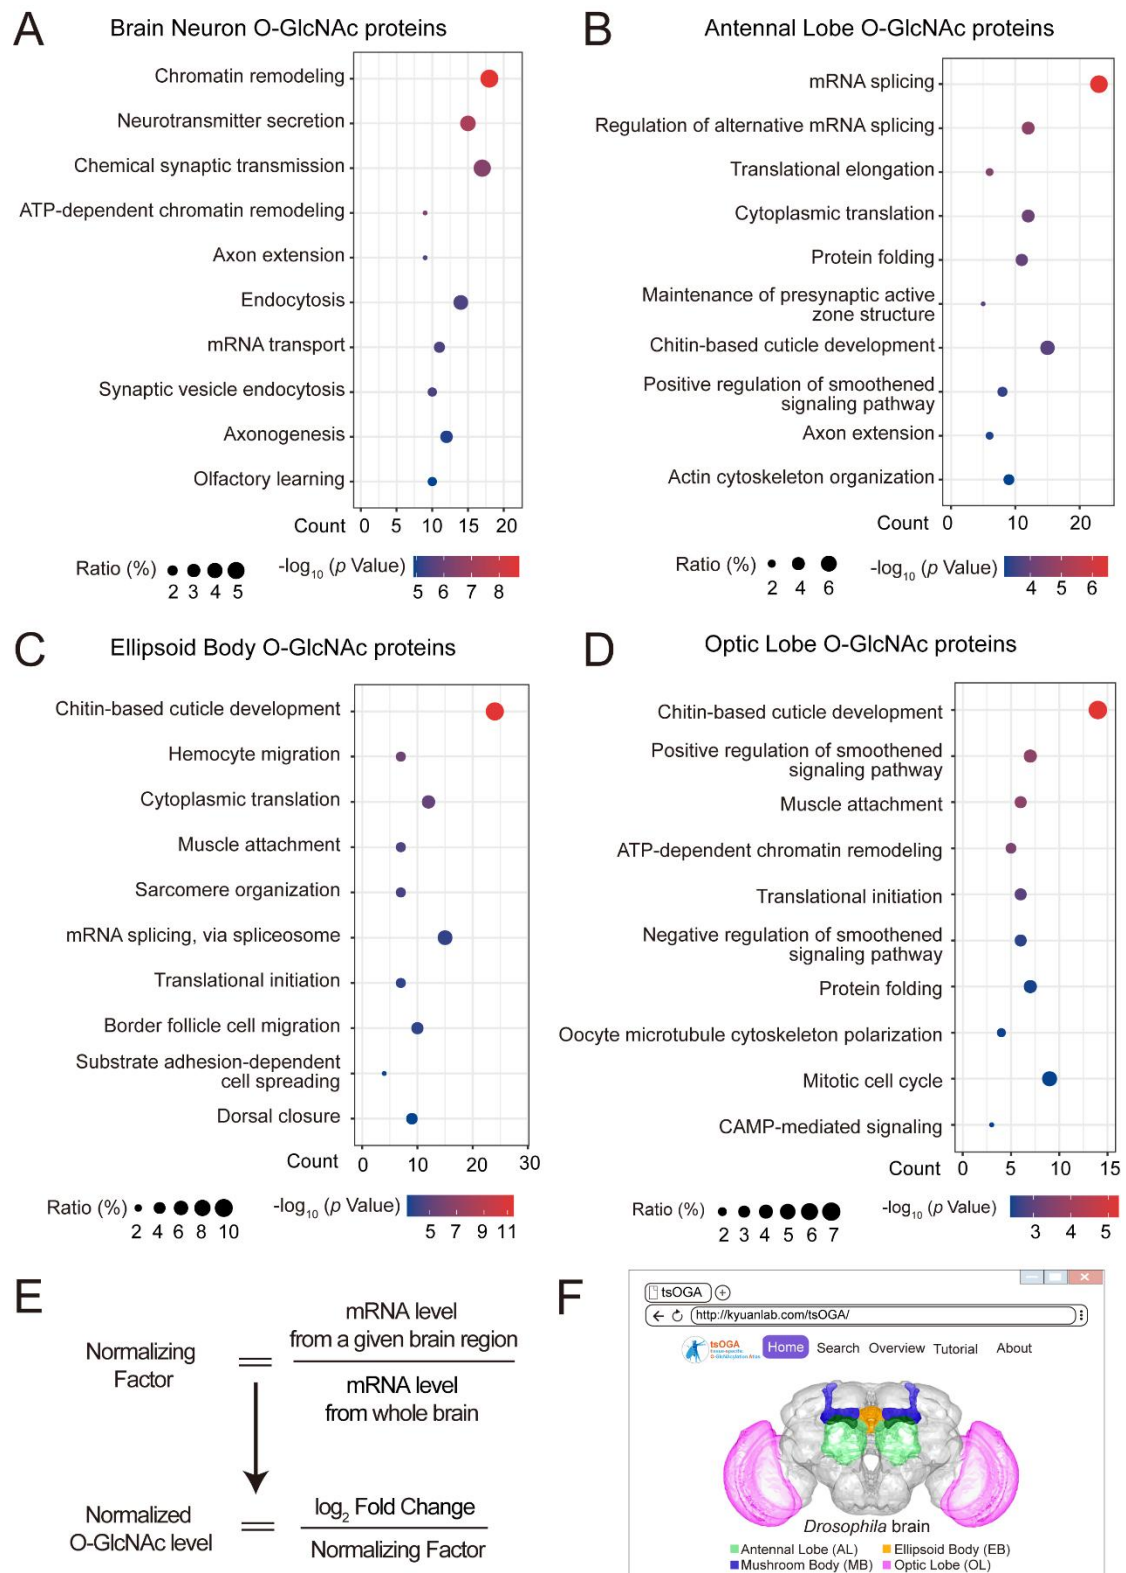 A
Brain Neuron O-GlcNAc proteins
Chromatin remodeling
Neurotransmitter secretion
Chemical synaptic transmission
ATP-dependent chromatin remodeling
Axon extension
Endocytosis
mRNA transport
Synaptic vesicle endocytosis
Axonogenesis
Olfactory learning
Count 0 5 10 15 20
Ratio (%) 2 3 4 5
-log10 (p Value) 5 6 7 8
B
Antennal Lobe O-GlcNAc proteins
mRNA splicing
Regulation of alternative mRNA splicing
Translational elongation
Cytoplasmic translation
Protein folding
Maintenance of presynaptic active
zone structure
Chitin-based cuticle development
Positive regulation of smoothened
signaling pathway
Axon extension
Actin cytoskeleton organization
Count 0 10 20
Ratio (%) 2 4 6
-log10 (p Value) 4 5 6
C
Ellipsoid Body O-GlcNAc proteins
Chitin-based cuticle development
Hemocyte migration
Cytoplasmic translation
Muscle attachment
Sarcomere organization
mRNA splicing, via spliceosome
Translational initiation
Border follicle cell migration
Substrate adhesion-dependent
cell spreading
Dorsal closure
Count 0 10 20 30
Ratio (%) 2 4 6 8 10
-log10 (p Value) 5 7 9 11
D
Optic Lobe O-GlcNAc proteins
Chitin-based cuticle development
Positive regulation of smoothened
signaling pathway
Muscle attachment
ATP-dependent chromatin remodeling
Translational initiation
Negative regulation of smoothened
signaling pathway
Protein folding
Oocyte microtubule cytoskeleton polarization
Mitotic cell cycle
CAMP-mediated signaling
Count 0 5 10 15
Ratio (%) 2 3 4 5 6 7
-log10 (p Value) 3 4 5
E
Normalizing
Factor
=
mRNA level
from a given brain region
mRNA level
from whole brain
Normalized
O-GlcNAc level
=
log2 Fold Change
Normalizing Factor
F
tsOGA
http://kyuanlab.com/tsOGA/
tsOGA
Home Search Overview Tutorial About
Drosophila brain
Antennal Lobe (AL)
Ellipsoid Body (EB)
Mushroom Body (MB)
Optic Lobe (OL)